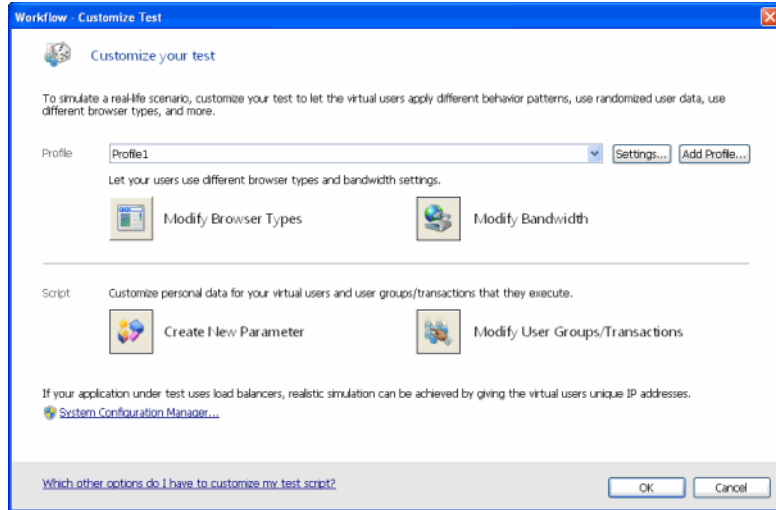 Workflow - Customize Test
Customize your test
To simulate a real-life scenario, customize your test to let the virtual users apply different behavior patterns, use randomized user data, use
different browser types, and more.
Profile Profile1 Settings... Add Profile...
Let your users use different browser types and bandwidth settings.
Modify Browser Types Modify Bandwidth
Script Customize personal data for your virtual users and user groups/transactions that they execute.
Create New Parameter Modify User Groups/Transactions
If your application under test uses load balancers, realistic simulation can be achieved by giving the virtual users unique IP addresses.
System Configuration Manager...
Which other options do I have to customize my test script? OK Cancel